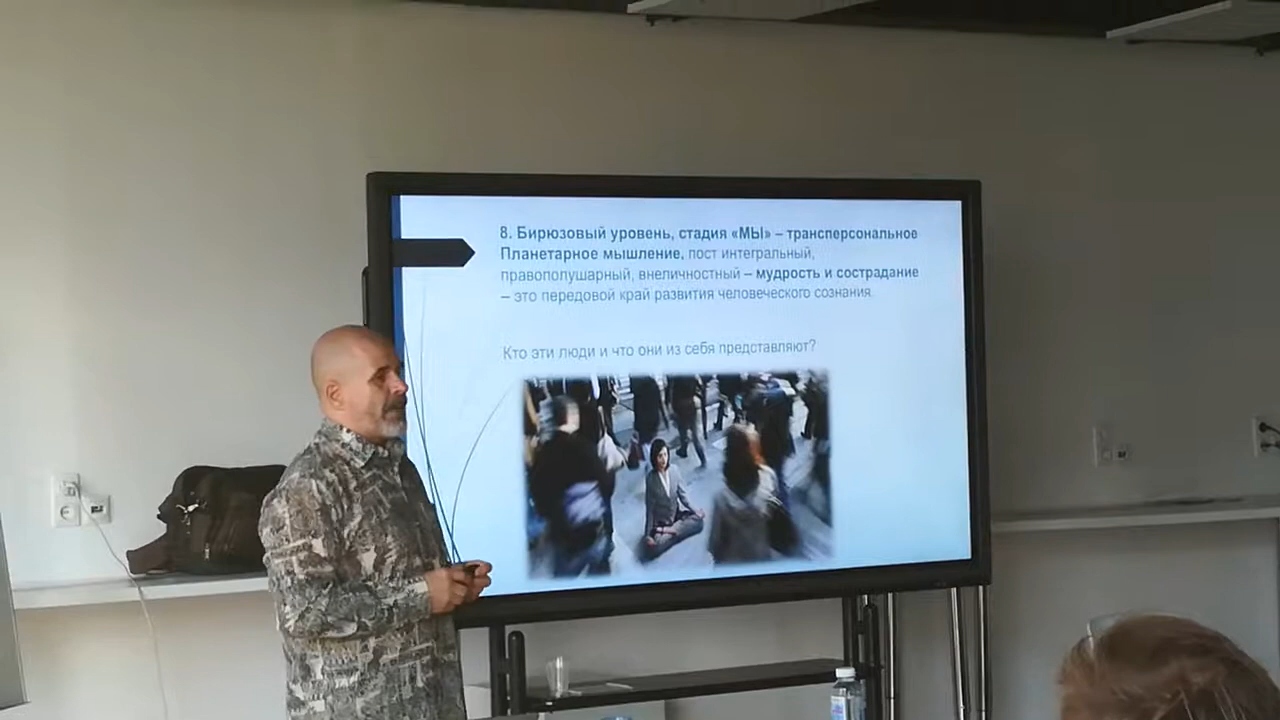 8. Бирюзовый уровень, стадия «МЫ» – трансперсональное
Планетарное мышление, пост интегральный,
правополушарный, внеличностный – мудрость и сострадание
– это передовой край развития человеческого сознания.
Кто эти люди и что они из себя представляют?